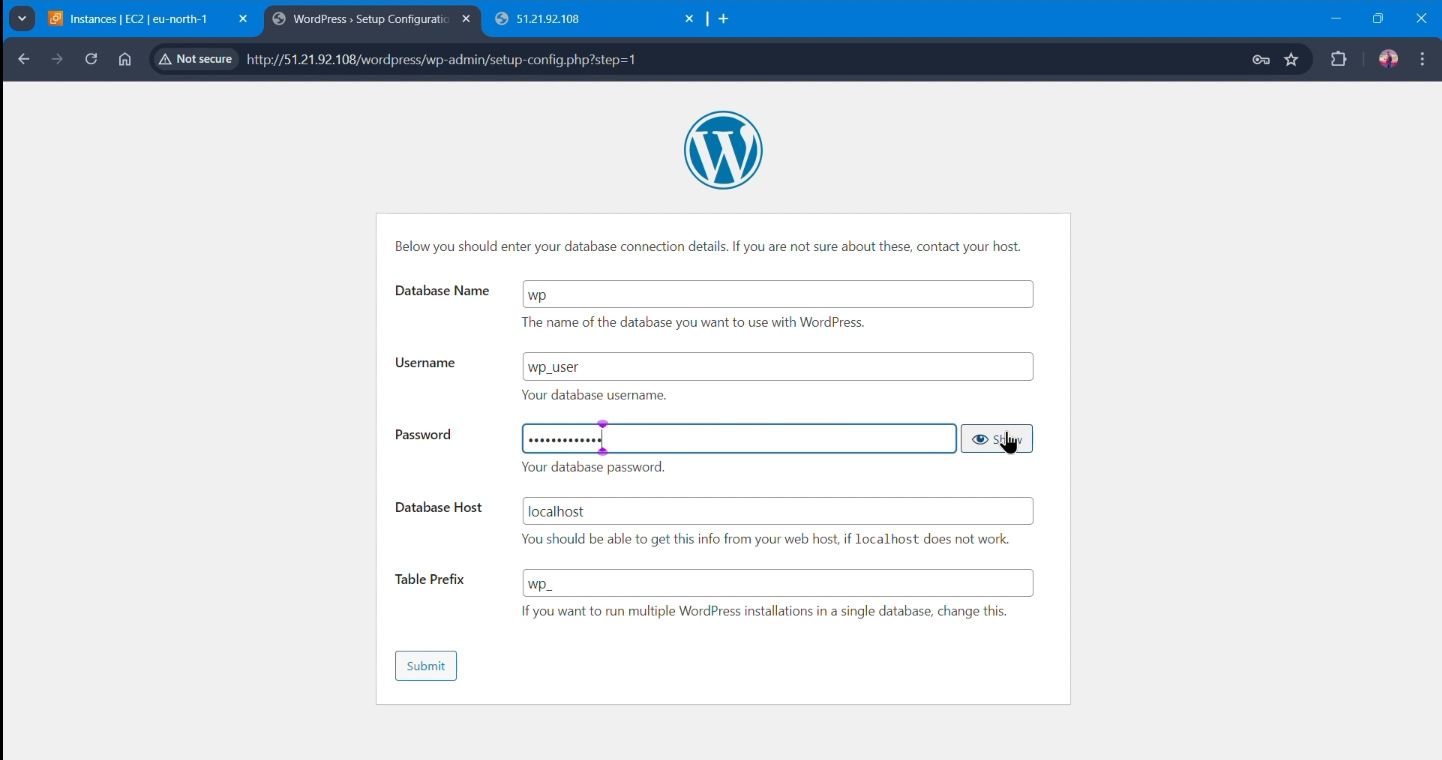 Instances | EC2 | eu-north-1
WordPress › Setup Configuratio
51.21.92.108
Not secure
http://51.21.92.108/wordpress/wp-admin/setup-config.php?step=1
W
Below you should enter your database connection details. If you are not sure about these, contact your host.
Database Name
wp
The name of the database you want to use with WordPress.
Username
wp_user
Your database username.
Password
•••••••••••••
Show
Your database password.
Database Host
localhost
You should be able to get this info from your web host, if localhost does not work.
Table Prefix
wp_
If you want to run multiple WordPress installations in a single database, change this.
Submit